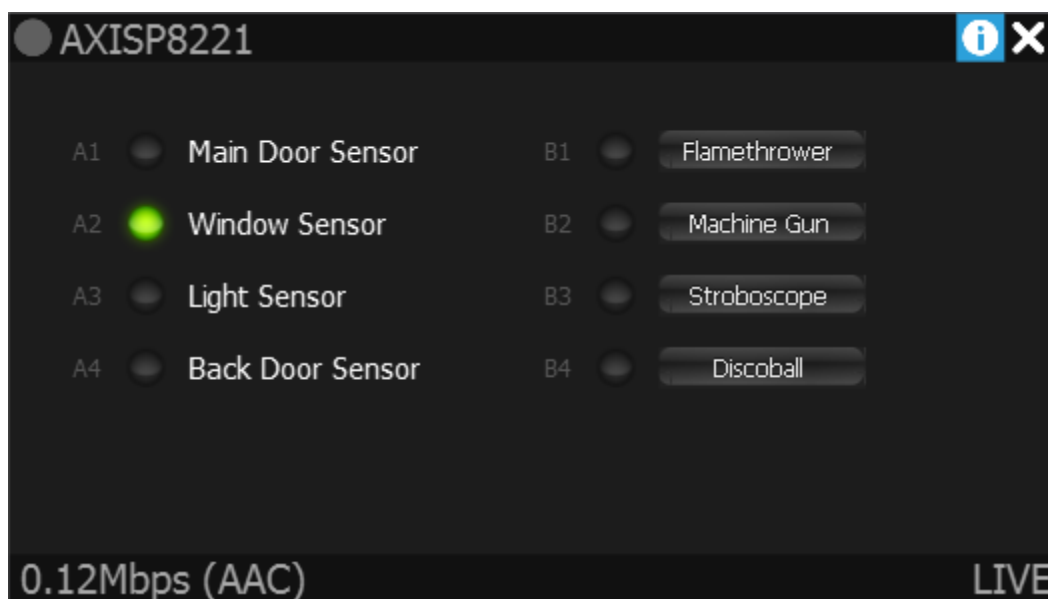 AXISP8221
A1 Main Door Sensor B1 Flamethrower
A2 Window Sensor B2 Machine Gun
A3 Light Sensor B3 Stroboscope
A4 Back Door Sensor B4 Discoball
0.12Mbps (AAC) LIVE